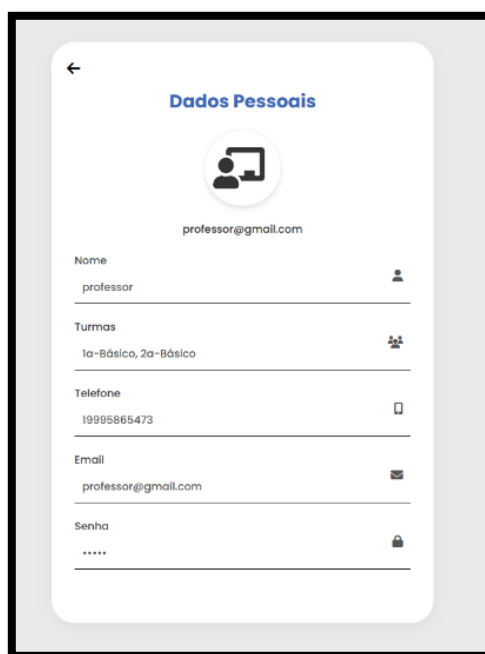 Dados Pessoais
professor@gmail.com
Nome
professor
Turmas
1a-Básico, 2a-Básico
Telefone
19995865473
Email
professor@gmail.com
Senha
•••••